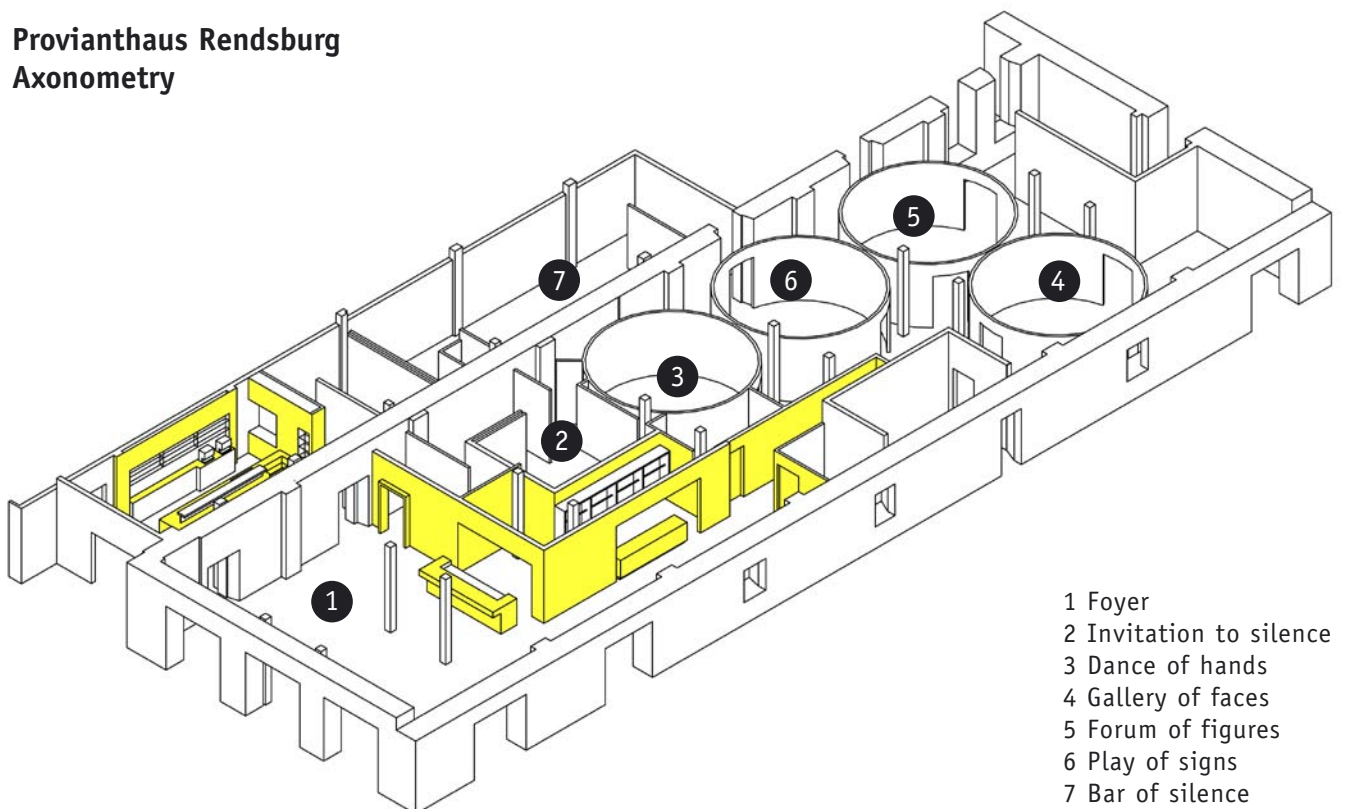 Provianthaus Rendsburg
Axonometry
5
7
6
4
3
2
1
1 Foyer
2 Invitation to silence
3 Dance of hands
4 Gallery of faces
5 Forum of figures
6 Play of signs
7 Bar of silence